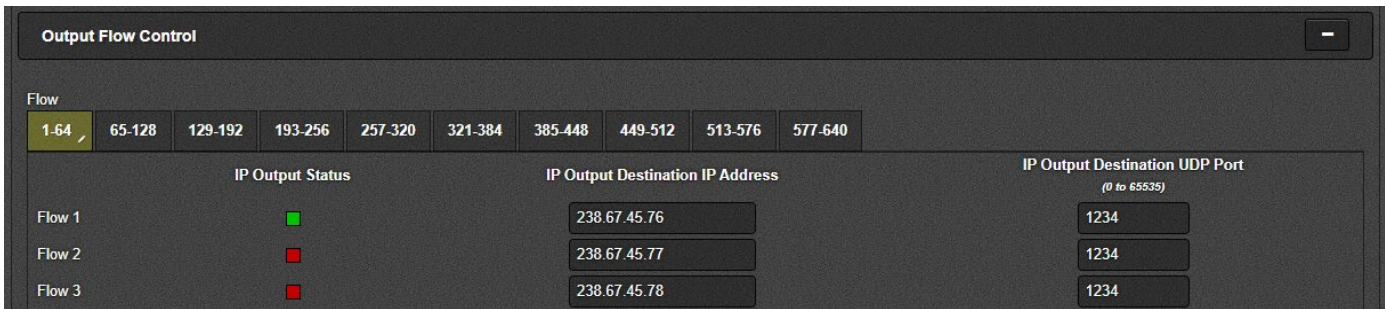 Output Flow Control
Flow
1-64 65-128 129-192 193-256 257-320 321-384 385-448 449-512 513-576 577-640
IP Output Status IP Output Destination IP Address IP Output Destination UDP Port
(0 to 65535)
Flow 1 238.67.45.76 1234
Flow 2 238.67.45.77 1234
Flow 3 238.67.45.78 1234